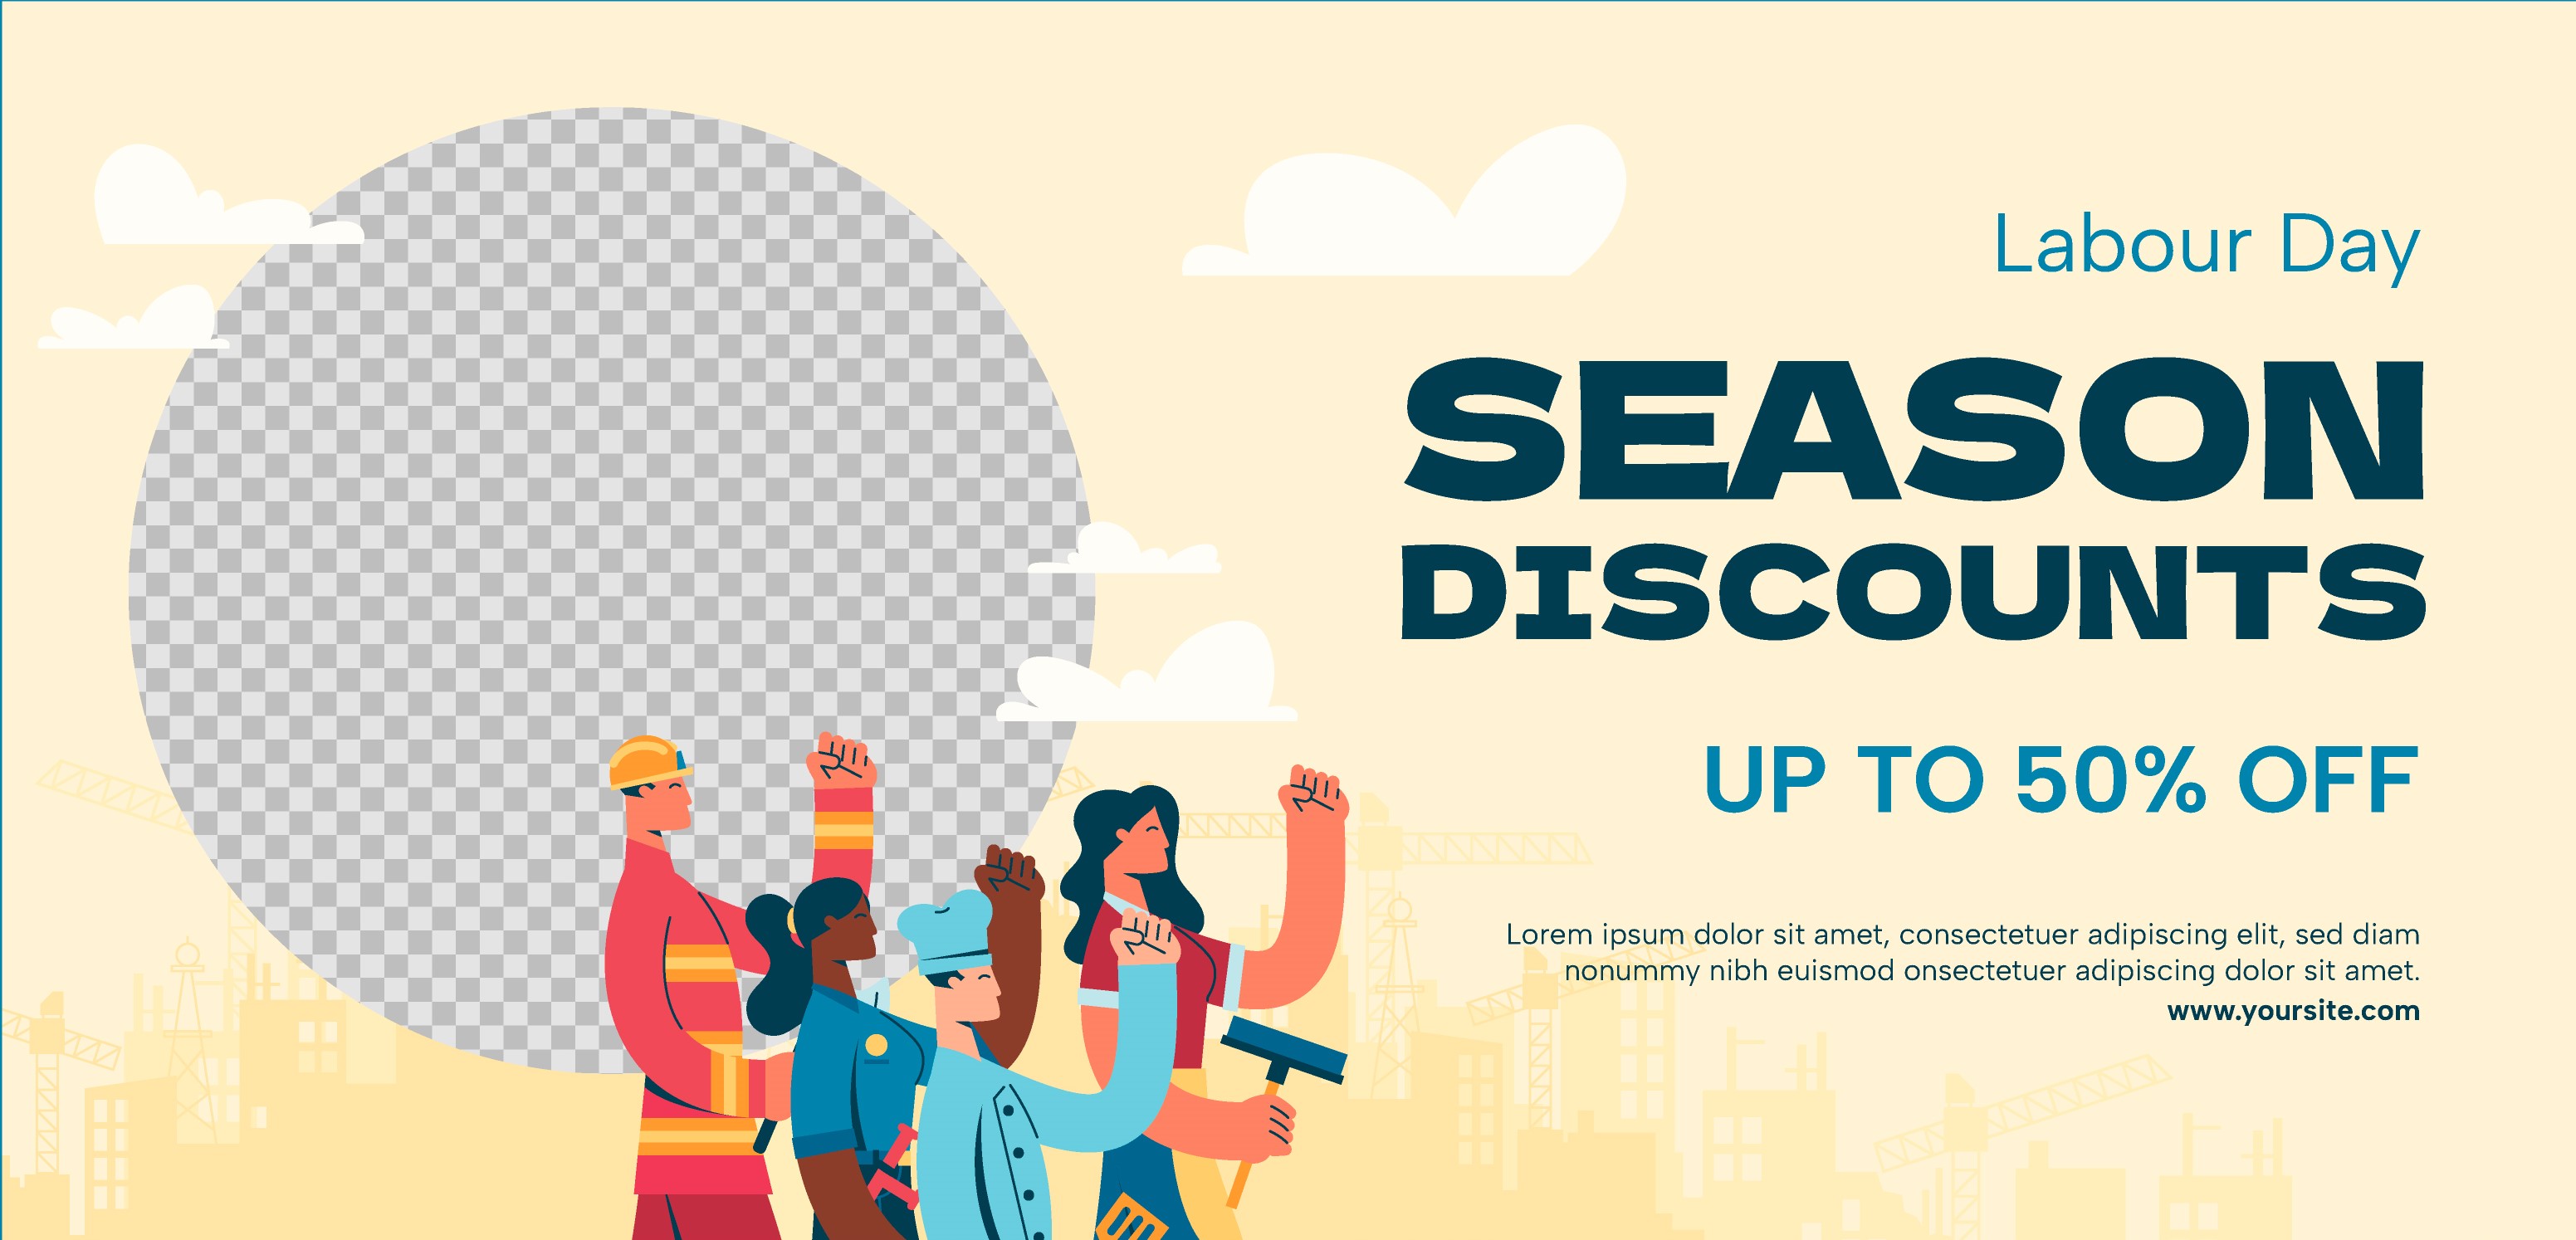 Labour Day
SEASON
DISCOUNTS
UP TO 50% OFF
Lorem ipsum dolor sit amet, consectetuer adipiscing elit, sed diam
nonummy nibh euismod onsectetuer adipiscing dolor sit amet.
www.yoursite.com